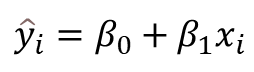 ŷᵢ = β₀ + β₁xᵢ